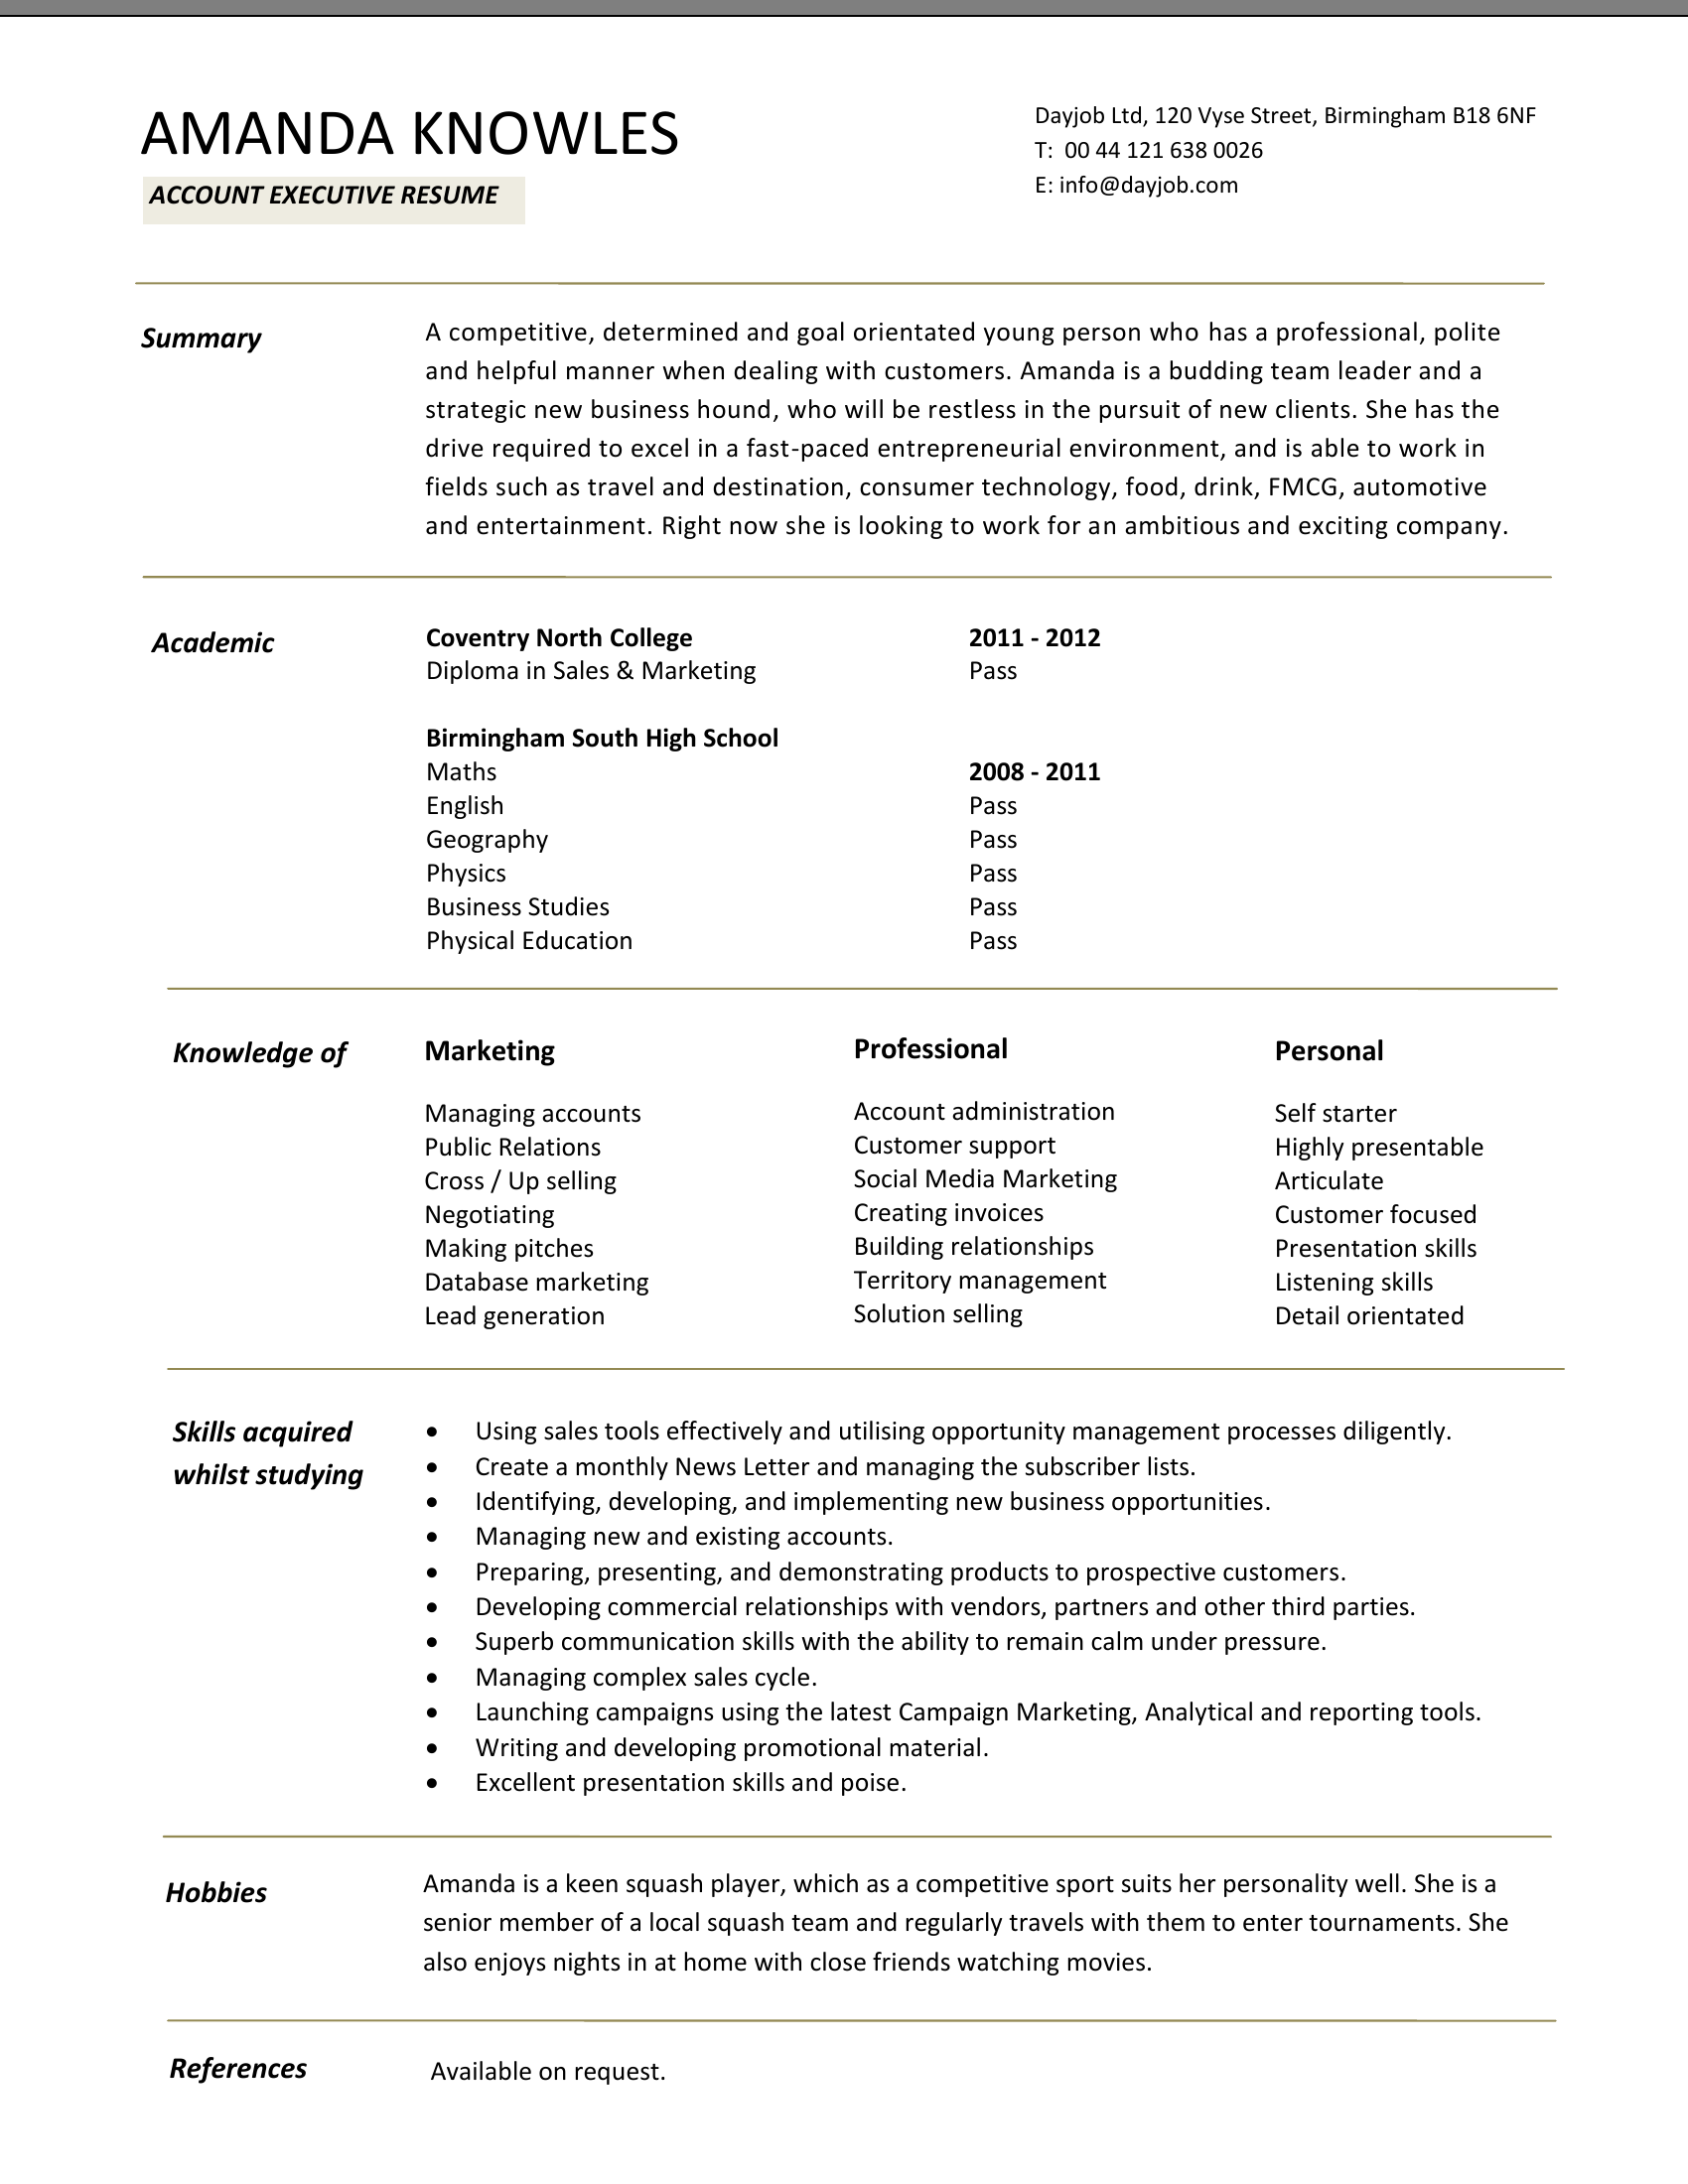 AMANDA KNOWLES
ACCOUNT EXECUTIVE RESUME
Dayjob Ltd, 120 Vyse Street, Birmingham B18 6NF
T:  00 44 121 638 0026
E: info@dayjob.com
Summary
A competitive, determined and goal orientated young person who has a professional, polite
and helpful manner when dealing with customers. Amanda is a budding team leader and a
strategic new business hound, who will be restless in the pursuit of new clients. She has the
drive required to excel in a fast-paced entrepreneurial environment, and is able to work in
fields such as travel and destination, consumer technology, food, drink, FMCG, automotive
and entertainment. Right now she is looking to work for an ambitious and exciting company.
Academic
Coventry North College 2011 - 2012
Diploma in Sales & Marketing Pass
Birmingham South High School
Maths 2008 - 2011
English Pass
Geography Pass
Physics Pass
Business Studies Pass
Physical Education Pass
Knowledge of
Marketing
Managing accounts
Public Relations
Cross / Up selling
Negotiating
Making pitches
Database marketing
Lead generation
Professional
Account administration
Customer support
Social Media Marketing
Creating invoices
Building relationships
Territory management
Solution selling
Personal
Self starter
Highly presentable
Articulate
Customer focused
Presentation skills
Listening skills
Detail orientated
Skills acquired
whilst studying
• Using sales tools effectively and utilising opportunity management processes diligently.
• Create a monthly News Letter and managing the subscriber lists.
• Identifying, developing, and implementing new business opportunities.
• Managing new and existing accounts.
• Preparing, presenting, and demonstrating products to prospective customers.
• Developing commercial relationships with vendors, partners and other third parties.
• Superb communication skills with the ability to remain calm under pressure.
• Managing complex sales cycle.
• Launching campaigns using the latest Campaign Marketing, Analytical and reporting tools.
• Writing and developing promotional material.
• Excellent presentation skills and poise.
Hobbies
Amanda is a keen squash player, which as a competitive sport suits her personality well. She is a
senior member of a local squash team and regularly travels with them to enter tournaments. She
also enjoys nights in at home with close friends watching movies.
References
Available on request.